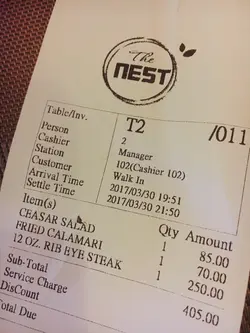 The
NEST
Table/Inv. T2 /011
Person 2
Cashier Manager
Station 102(Cashier 102)
Customer Walk In
Arrival Time 2017/03/30 19:51
Settle Time 2017/03/30 21:50
Item(s) Qty Amount
CEASAR SALAD 1 85.00
FRIED CALAMARI 1 70.00
12 OZ. RIB EYE STEAK 1 250.00
Sub-Total 405.00
Service Charge
DisCount
Total Due